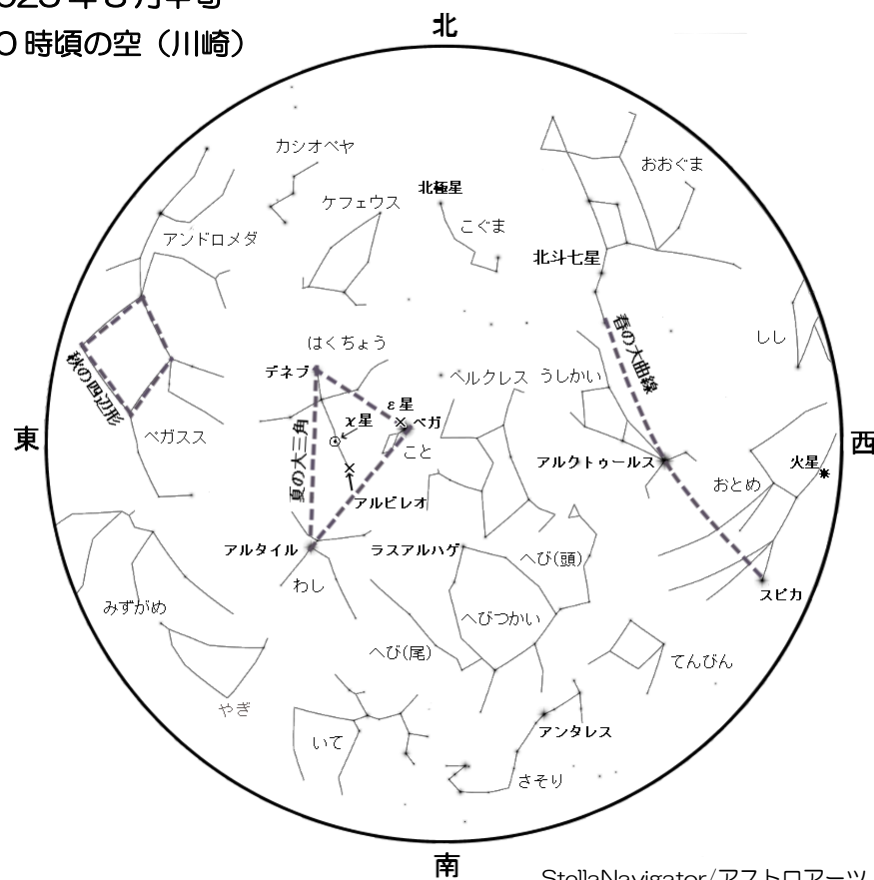 時頃の空（川崎）
北
カシオペヤ
おおぐま
北極星
ケフェウス
こぐま
アンドロメダ
北斗七星
春の大曲線
しし
はくちょう
秋の四辺形
デネブ
ヘルクレス
うしかい
ε星
χ星
ベガ
東
ペガスス
西
こと
夏の大三角
アルクトゥールス
火星
おとめ
アルビレオ
アルタイル
ラスアルハゲ
へび(頭)
わし
スピカ
みずがめ
へびつかい
へび(尾)
てんびん
やぎ
いて
アンタレス
さそり
南
StellaNavigator/アストロアーツ